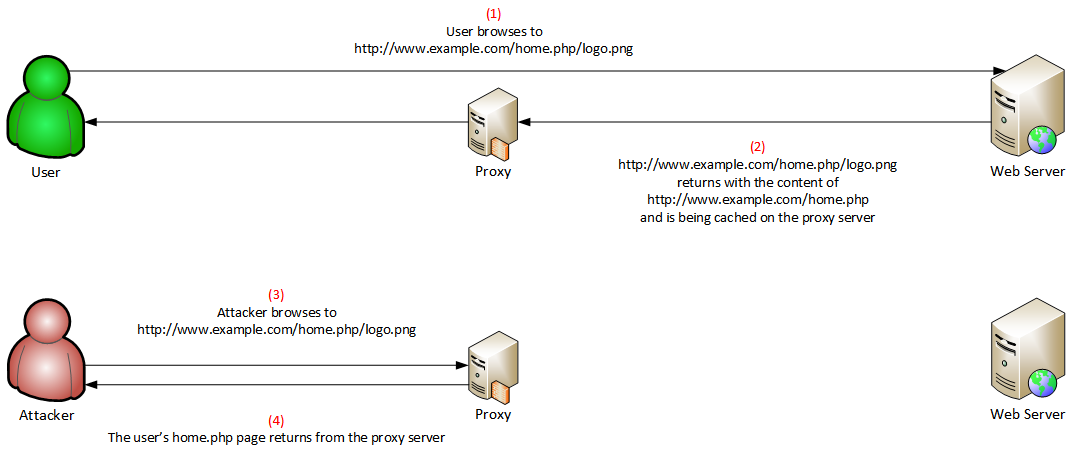 (1)
User browses to
http://www.example.com/home.php/logo.png
User
Proxy
(2)
http://www.example.com/home.php/logo.png
returns with the content of
http://www.example.com/home.php
and is being cached on the proxy server
Web Server
(3)
Attacker browses to
http://www.example.com/home.php/logo.png
Attacker
Proxy
Web Server
(4)
The user's home.php page returns from the proxy server